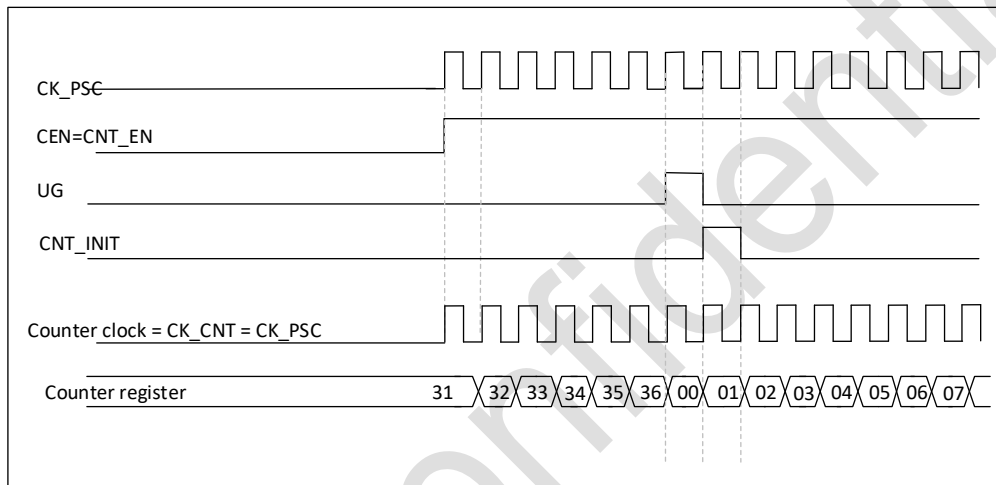 CK_PSC
CEN=CNT_EN
UG
CNT_INIT
Counter clock = CK_CNT = CK_PSC
Counter register 31 32 33 34 35 36 00 01 02 03 04 05 06 07
onfidenti